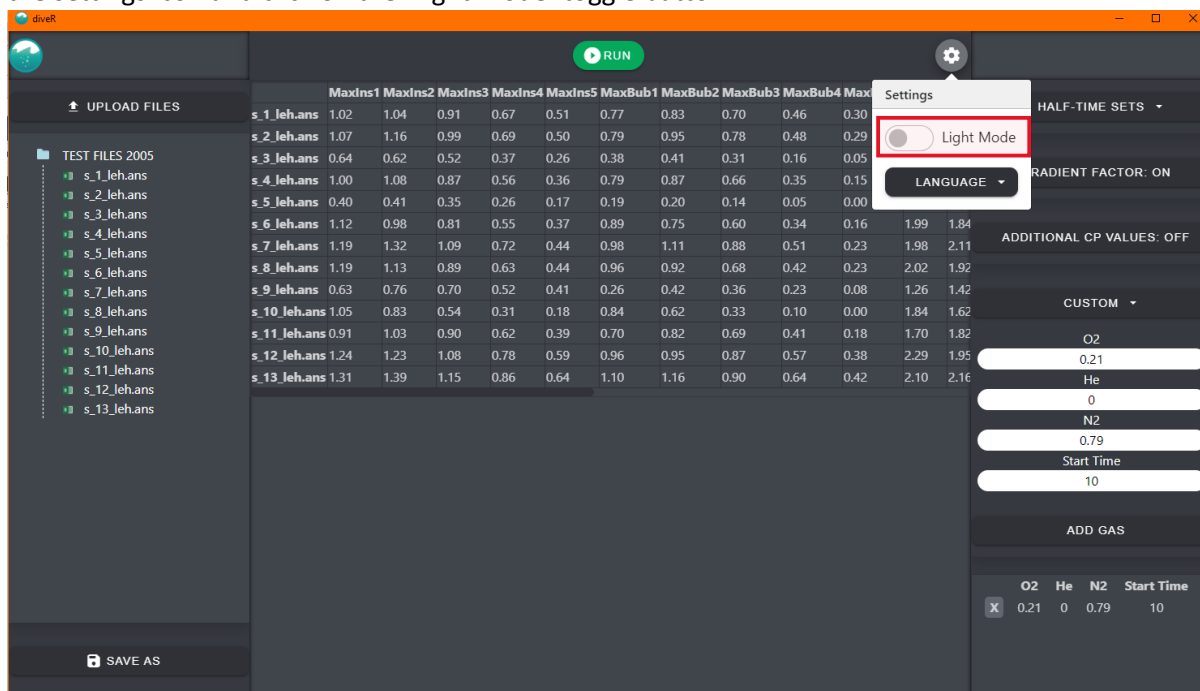 diveR
RUN
UPLOAD FILES
TEST FILES 2005
s_1_leh.ans
s_2_leh.ans
s_3_leh.ans
s_4_leh.ans
s_5_leh.ans
s_6_leh.ans
s_7_leh.ans
s_8_leh.ans
s_9_leh.ans
s_10_leh.ans
s_11_leh.ans
s_12_leh.ans
s_13_leh.ans
SAVE AS
MaxIns1 MaxIns2 MaxIns3 MaxIns4 MaxIns5 MaxBub1 MaxBub2 MaxBub3 MaxBub4
s_1_leh.ans 1.02 1.04 0.91 0.67 0.51 0.77 0.83 0.70 0.46 0.30
s_2_leh.ans 1.07 1.16 0.99 0.69 0.50 0.79 0.95 0.78 0.48 0.29
s_3_leh.ans 0.64 0.62 0.52 0.37 0.26 0.38 0.41 0.31 0.16 0.05
s_4_leh.ans 1.00 1.08 0.87 0.56 0.36 0.79 0.87 0.66 0.35 0.15
s_5_leh.ans 0.40 0.41 0.35 0.26 0.17 0.19 0.20 0.14 0.05 0.00
s_6_leh.ans 1.12 0.98 0.81 0.55 0.37 0.89 0.75 0.60 0.34 0.16 1.99 1.84
s_7_leh.ans 1.19 1.32 1.09 0.72 0.44 0.98 1.11 0.88 0.51 0.23 1.98 2.11
s_8_leh.ans 1.19 1.13 0.89 0.63 0.44 0.96 0.92 0.68 0.42 0.23 2.02 1.92
s_9_leh.ans 0.63 0.76 0.70 0.52 0.41 0.26 0.42 0.36 0.23 0.08 1.26 1.42
s_10_leh.ans 1.05 0.83 0.54 0.31 0.18 0.84 0.62 0.33 0.10 0.00 1.84 1.62
s_11_leh.ans 0.91 1.03 0.90 0.62 0.39 0.70 0.82 0.69 0.41 0.18 1.70 1.82
s_12_leh.ans 1.24 1.23 1.08 0.78 0.59 0.96 0.95 0.87 0.57 0.38 2.29 1.95
s_13_leh.ans 1.31 1.39 1.15 0.86 0.64 1.10 1.16 0.90 0.64 0.42 2.10 2.16
Settings
Light Mode
LANGUAGE
HALF-TIME SETS
RADIENT FACTOR: ON
ADDITIONAL CP VALUES: OFF
CUSTOM
O2
0.21
He
0
N2
0.79
Start Time
10
ADD GAS
O2 He N2 Start Time
X 0.21 0 0.79 10